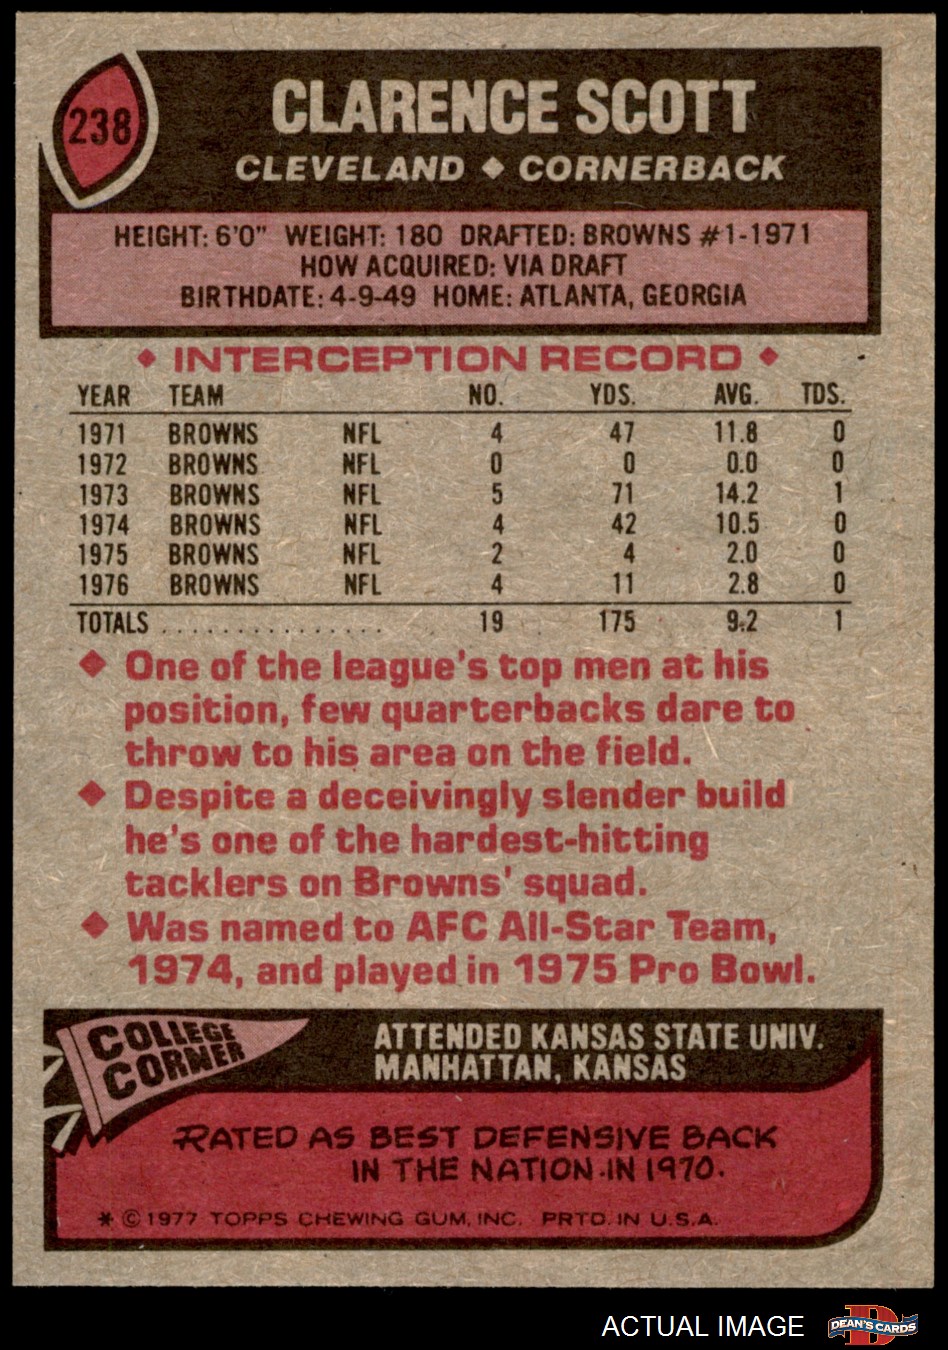 238
CLARENCE SCOTT
CLEVELAND ◆ CORNERBACK
HEIGHT: 6'0" WEIGHT: 180 DRAFTED: BROWNS #1-1971
HOW ACQUIRED: VIA DRAFT
BIRTHDATE: 4-9-49 HOME: ATLANTA, GEORGIA
◆ INTERCEPTION RECORD ◆
YEAR TEAM NO. YDS. AVG. TDS.
1971 BROWNS NFL 4 47 11.8 0
1972 BROWNS NFL 0 0 0.0 0
1973 BROWNS NFL 5 71 14.2 1
1974 BROWNS NFL 4 42 10.5 0
1975 BROWNS NFL 2 4 2.0 0
1976 BROWNS NFL 4 11 2.8 0
TOTALS . . . . . . . . . . . . . . . 19 175 9.2 1
◆ One of the league's top men at his
position, few quarterbacks dare to
throw to his area on the field.
◆ Despite a deceivingly slender build
he's one of the hardest-hitting
tacklers on Browns' squad.
◆ Was named to AFC All-Star Team,
1974, and played in 1975 Pro Bowl.
COLLEGE
CORNER
ATTENDED KANSAS STATE UNIV.
MANHATTAN, KANSAS
RATED AS BEST DEFENSIVE BACK
IN THE NATION IN 1970.
* © 1977 TOPPS CHEWING GUM, INC. PRTD. IN U.S.A.
ACTUAL IMAGE
D
DEAN'S CARDS